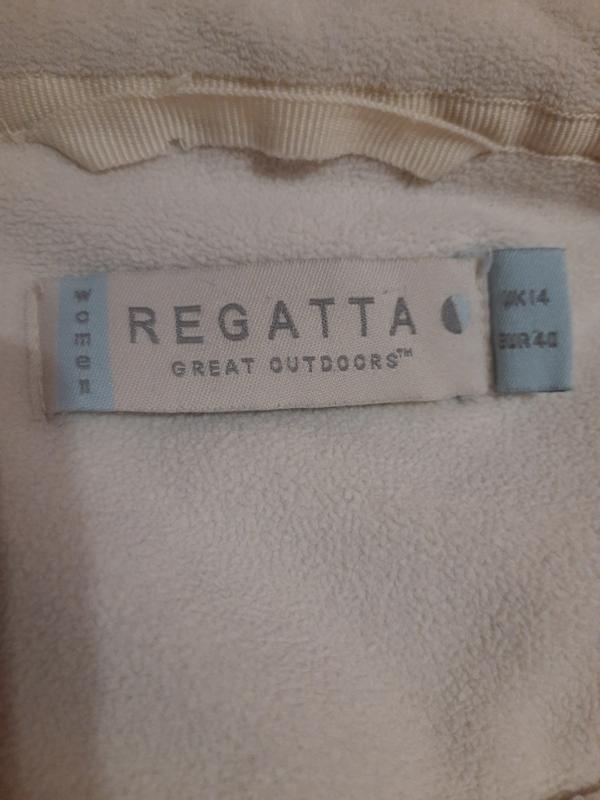 women
REGATTA
GREAT OUTDOORS™
UK14
EUR40